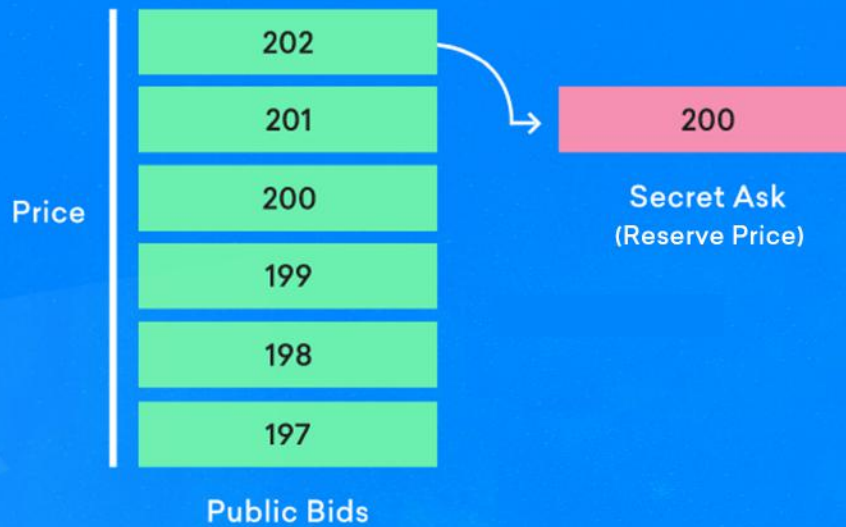 202
201
200
199
198
197
Price
Public Bids
200
Secret Ask
(Reserve Price)